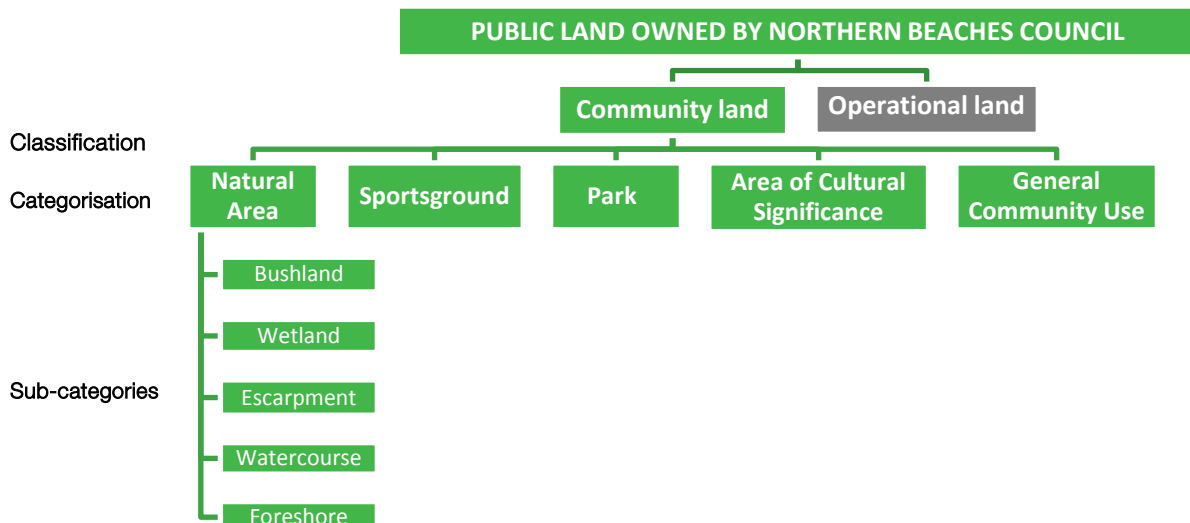 PUBLIC LAND OWNED BY NORTHERN BEACHES COUNCIL
Community land
Operational land
Classification
Categorisation
Natural
Area
Sportsground
Park
Area of Cultural
Significance
General
Community Use
Bushland
Wetland
Sub-categories
Escarpment
Watercourse
Foreshore